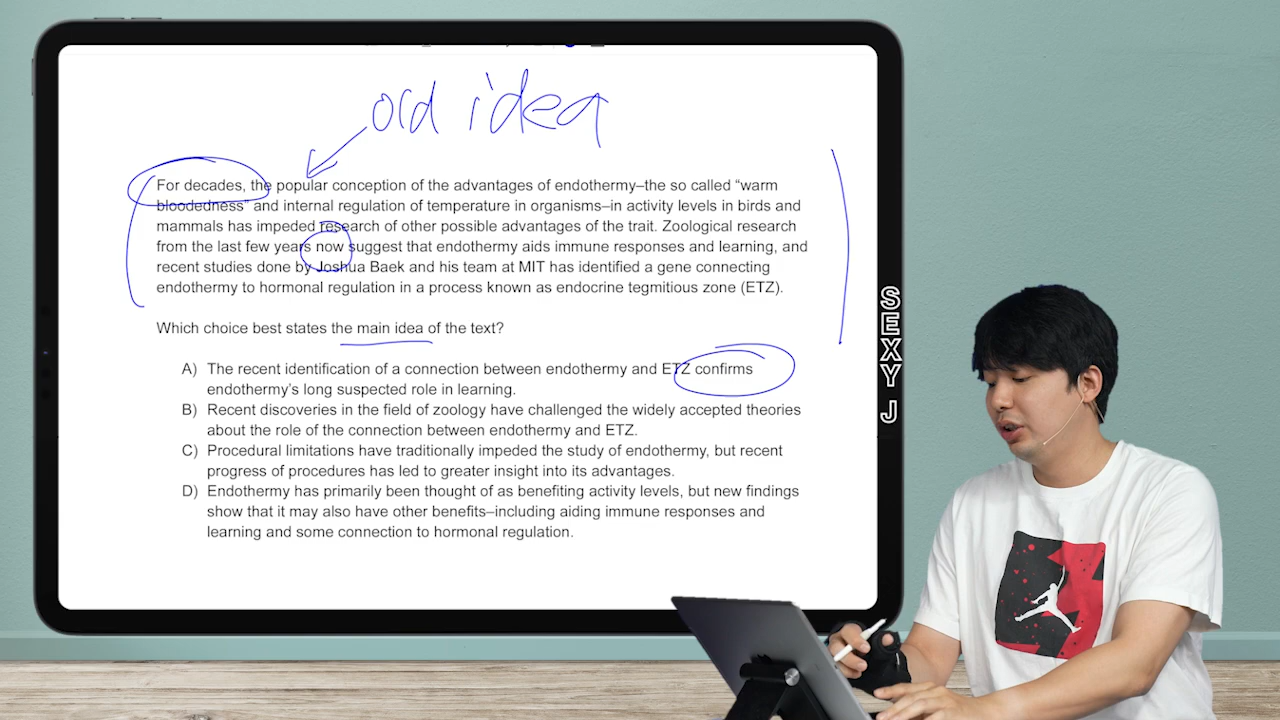 old idea
For decades, the popular conception of the advantages of endothermy–the so called “warm
bloodedness” and internal regulation of temperature in organisms–in activity levels in birds and
mammals has impeded research of other possible advantages of the trait. Zoological research
from the last few years now suggest that endothermy aids immune responses and learning, and
recent studies done by Joshua Baek and his team at MIT has identified a gene connecting
endothermy to hormonal regulation in a process known as endocrine tegmitious zone (ETZ).
Which choice best states the main idea of the text?
A) The recent identification of a connection between endothermy and ETZ confirms
endothermy’s long suspected role in learning.
B) Recent discoveries in the field of zoology have challenged the widely accepted theories
about the role of the connection between endothermy and ETZ.
C) Procedural limitations have traditionally impeded the study of endothermy, but recent
progress of procedures has led to greater insight into its advantages.
D) Endothermy has primarily been thought of as benefiting activity levels, but new findings
show that it may also have other benefits–including aiding immune responses and
learning and some connection to hormonal regulation.
SEXY J